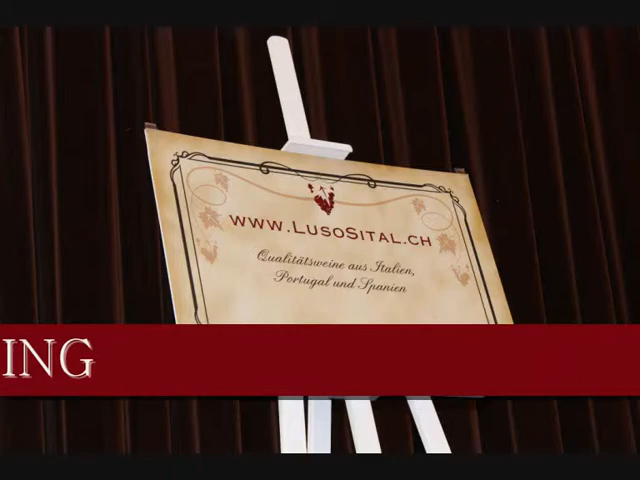 www.LusoSital.ch
Qualitätsweine aus Italien,
Portugal und Spanien
ING